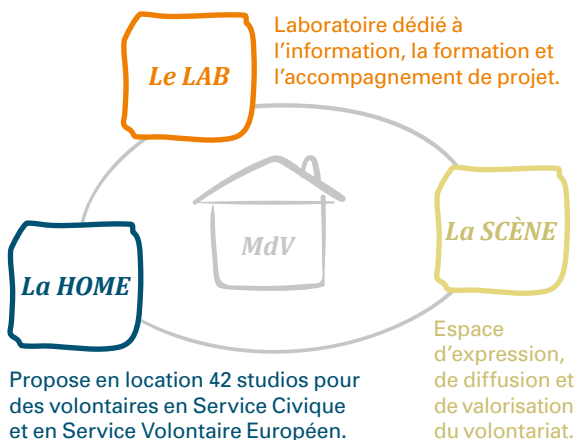 Le LAB
Laboratoire dédié à
l'information, la formation et
l'accompagnement de projet.
MdV
La SCÈNE
La HOME
Espace
d'expression,
de diffusion et
de valorisation
du volontariat.
Propose en location 42 studios pour
des volontaires en Service Civique
et en Service Volontaire Européen.